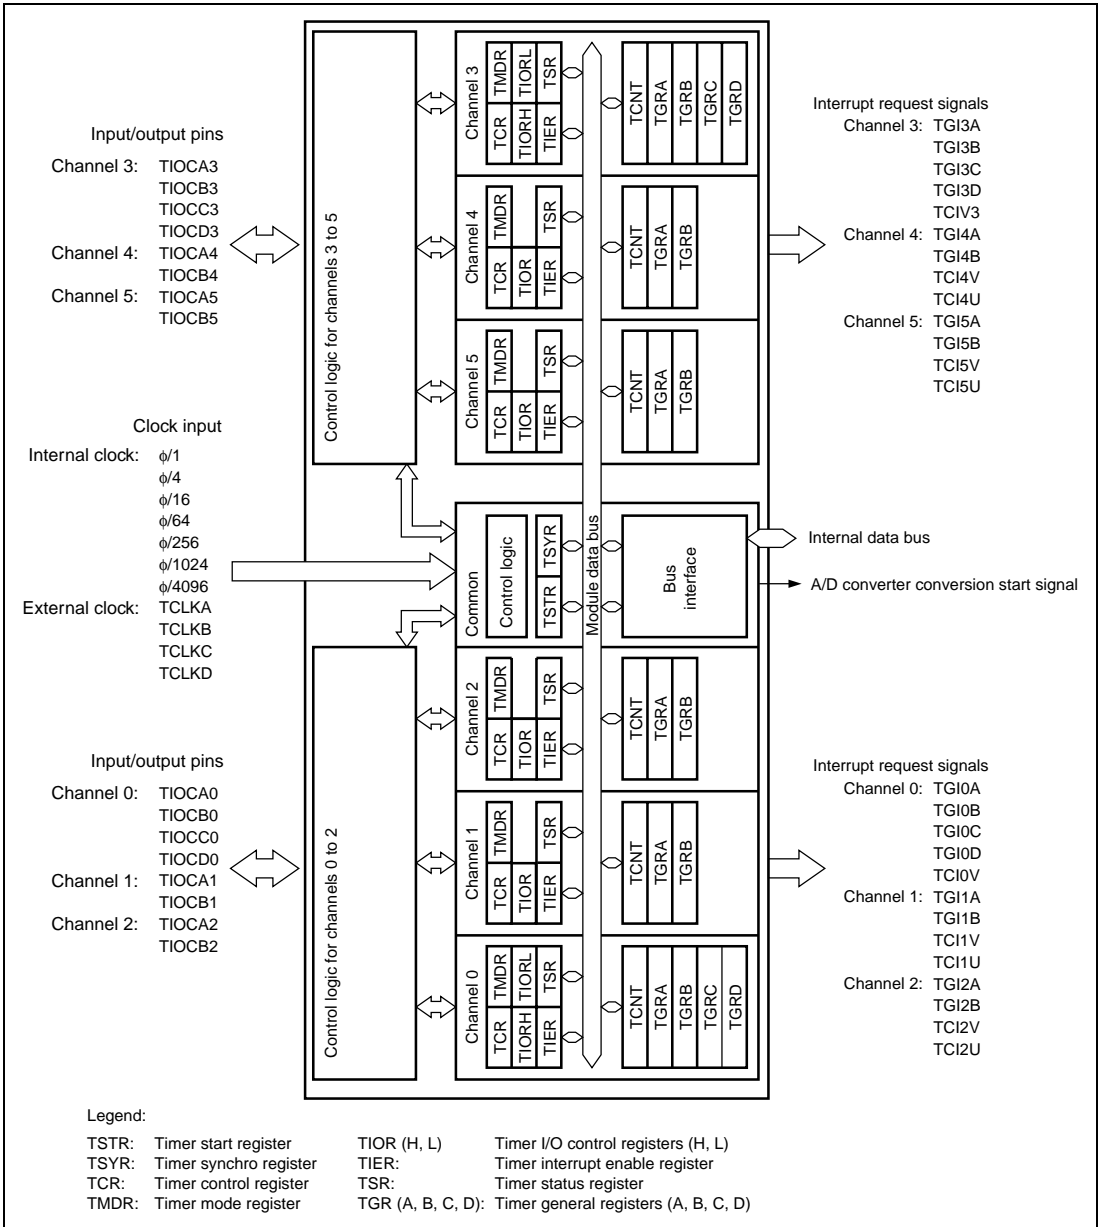 Input/output pins
Channel 3: TIOCA3
TIOCB3
TIOCC3
TIOCD3
Channel 4: TIOCA4
TIOCB4
Channel 5: TIOCA5
TIOCB5
Clock input
Internal clock: ϕ/1
ϕ/4
ϕ/16
ϕ/64
ϕ/256
ϕ/1024
ϕ/4096
External clock: TCLKA
TCLKB
TCLKC
TCLKD
Input/output pins
Channel 0: TIOCA0
TIOCB0
TIOCC0
TIOCD0
Channel 1: TIOCA1
TIOCB1
Channel 2: TIOCA2
TIOCB2
Control logic for channels 3 to 5
Control logic for channels 0 to 2
Channel 3
TCR TMDR
TIORH TIORL
TIER TSR
TCNT
TGRA
TGRB
TGRC
TGRD
Channel 4
TCR TMDR
TIOR
TIER TSR
TCNT
TGRA
TGRB
Channel 5
TCR TMDR
TIOR
TIER TSR
TCNT
TGRA
TGRB
Common
Control logic
TSTR TSYR
Module data bus
Bus
interface
Channel 2
TCR TMDR
TIOR
TIER TSR
TCNT
TGRA
TGRB
Channel 1
TCR TMDR
TIOR
TIER TSR
TCNT
TGRA
TGRB
Channel 0
TCR TMDR
TIORH TIORL
TIER TSR
TCNT
TGRA
TGRB
TGRC
TGRD
Interrupt request signals
Channel 3: TGI3A
TGI3B
TGI3C
TGI3D
TCIV3
Channel 4: TGI4A
TGI4B
TCI4V
TCI4U
Channel 5: TGI5A
TGI5B
TCI5V
TCI5U
Internal data bus
A/D converter conversion start signal
Interrupt request signals
Channel 0: TGI0A
TGI0B
TGI0C
TGI0D
TCI0V
Channel 1: TGI1A
TGI1B
TCI1V
TCI1U
Channel 2: TGI2A
TGI2B
TCI2V
TCI2U
Legend:
TSTR: Timer start register TIOR (H, L) Timer I/O control registers (H, L)
TSYR: Timer synchro register TIER: Timer interrupt enable register
TCR: Timer control register TSR: Timer status register
TMDR: Timer mode register TGR (A, B, C, D): Timer general registers (A, B, C, D)